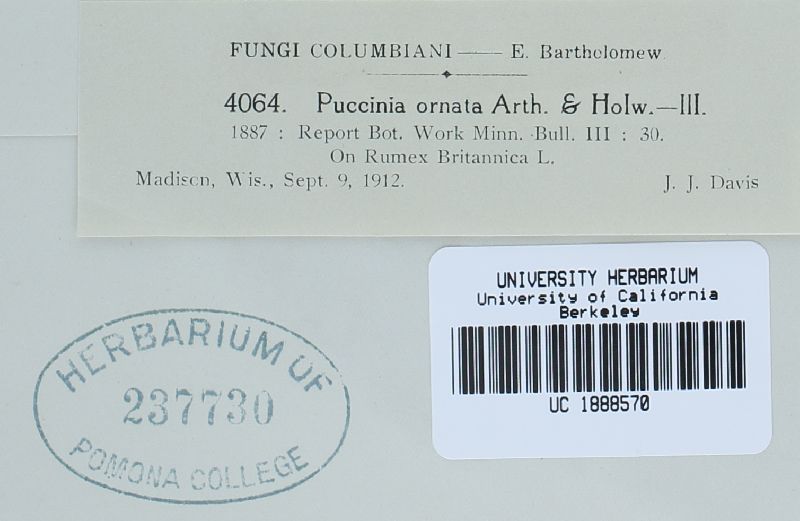 FUNGI COLUMBIANI — E. Bartholomew
4064. Puccinia ornata Arth. & Holw.—III.
1887 : Report Bot. Work Minn. Bull. III : 30.
On Rumex Britannica L.
Madison, Wis., Sept. 9, 1912. J. J. Davis
UNIVERSITY HERBARIUM
University of California
Berkeley
UC 1888570
HERBARIUM OF
237730
POMONA COLLEGE